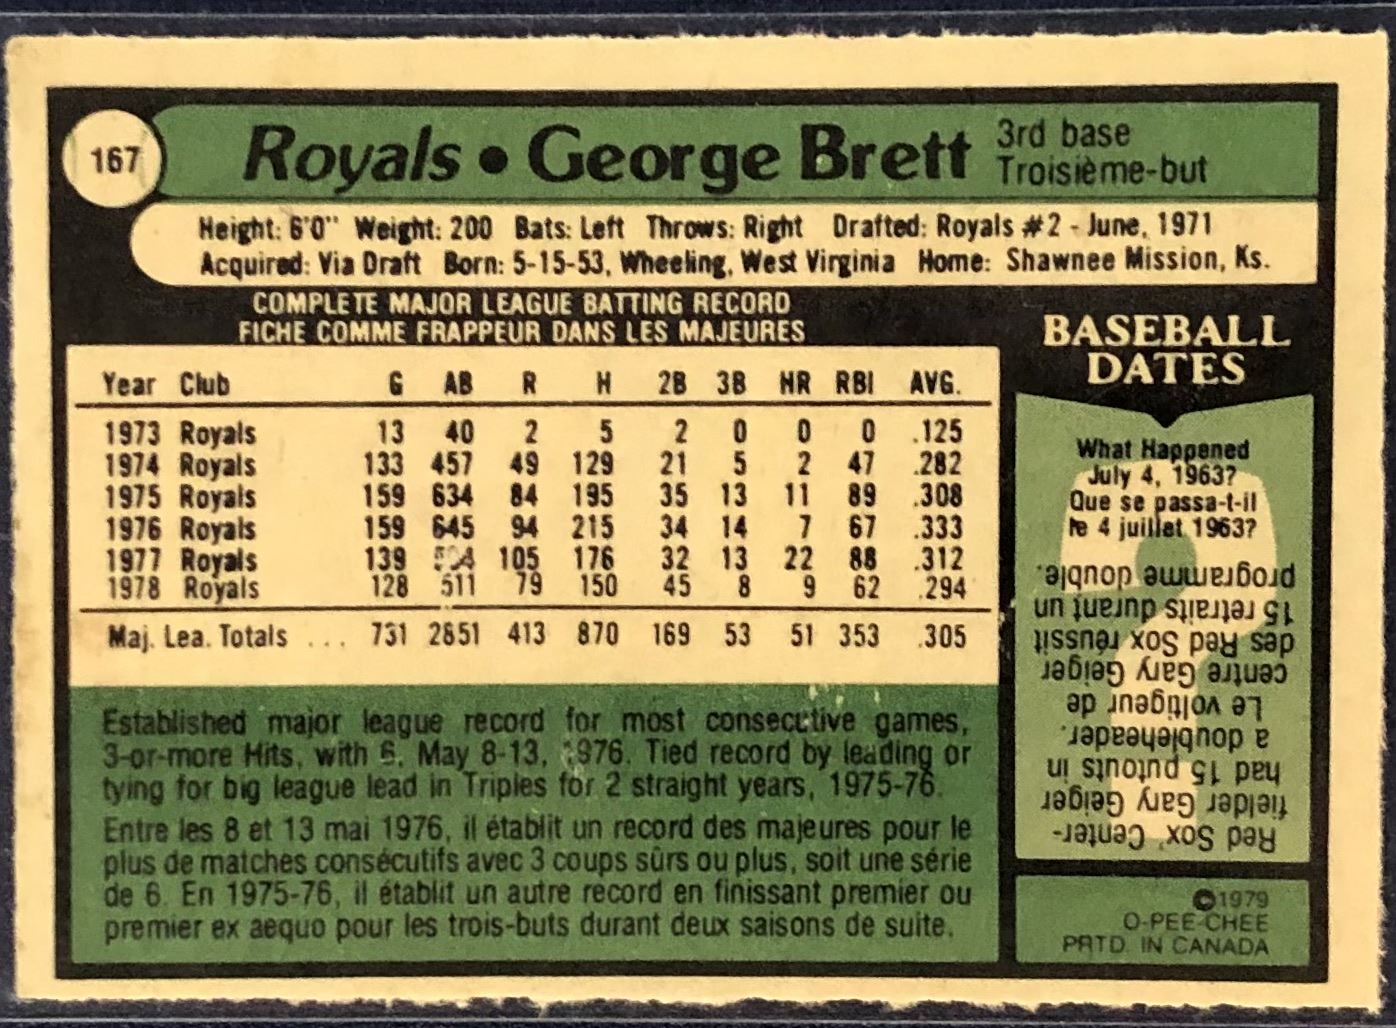 167
Royals • George Brett
3rd base
Troisième-but
Height: 6'0" Weight: 200 Bats: Left Throws: Right Drafted: Royals #2 - June, 1971
Acquired: Via Draft Born: 5-15-53, Wheeling, West Virginia Home: Shawnee Mission, Ks.
COMPLETE MAJOR LEAGUE BATTING RECORD
FICHE COMME FRAPPEUR DANS LES MAJEURES
Year Club G AB R H 2B 3B HR RBI AVG.
1973 Royals 13 40 2 5 2 0 0 0 .125
1974 Royals 133 457 49 129 21 5 2 47 .282
1975 Royals 159 634 84 195 35 13 11 89 .308
1976 Royals 159 645 94 215 34 14 7 67 .333
1977 Royals 139 105 176 32 13 22 88 .312
1978 Royals 128 511 79 150 45 8 9 62 .294
Maj. Lea. Totals ... 731 2851 413 870 169 53 51 353 .305
Established major league record for most consecutive games,
3-or-more Hits, with 6, May 8-13, 1976. Tied record by leading or
tying for big league lead in Triples for 2 straight years, 1975-76.
Entre les 8 et 13 mai 1976, il établit un record des majeures pour le
plus de matches consécutifs avec 3 coups sûrs ou plus, soit une série
de 6. En 1975-76, il établit un autre record en finissant premier ou
premier ex aequo pour les trois-buts durant deux saisons de suite.
BASEBALL
DATES
What Happened
July 4, 1963?
Que se passa-t-il
le 4 juillet 1963?
Red Sox Center-
fielder Gary Geiger
had 15 putouts in
a doubleheader.
Le voltigeur de
centre Gary Geiger
des Red Sox réussit
15 retraits durant un
programme double.
©1979
O-PEE-CHEE
PRTD. IN CANADA